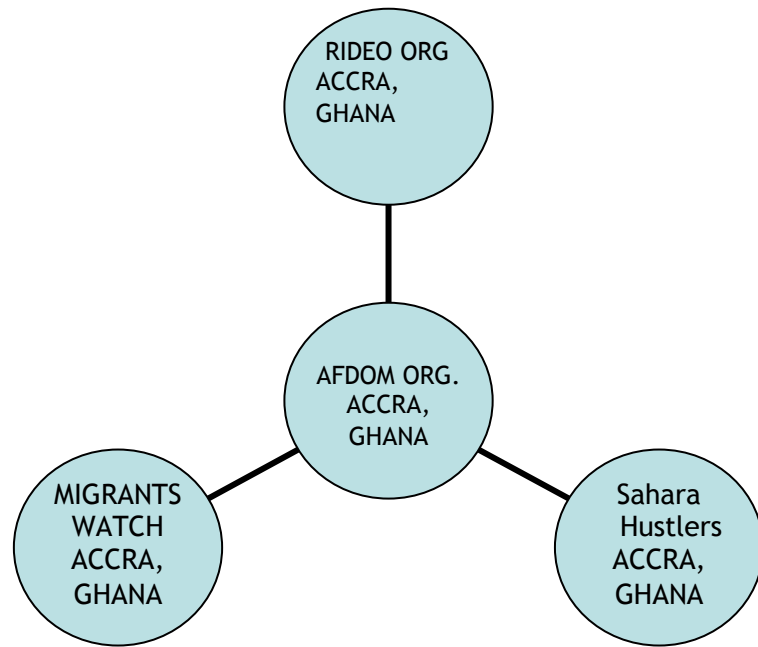 RIDEO ORG
ACCRA,
GHANA
AFDOM ORG.
ACCRA,
GHANA
MIGRANTS
WATCH
ACCRA,
GHANA
Sahara
Hustlers
ACCRA,
GHANA